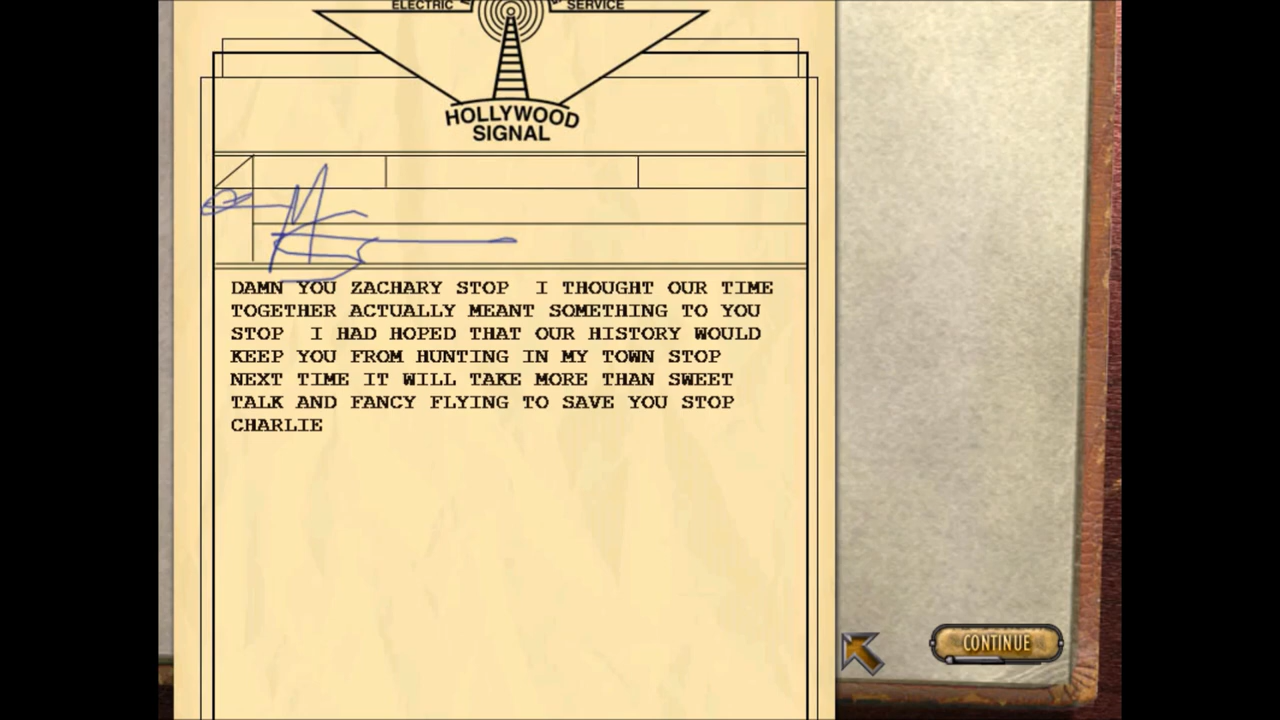 ELECTRIC SERVICE
HOLLYWOOD
SIGNAL
DAMN YOU ZACHARY STOP  I THOUGHT OUR TIME
TOGETHER ACTUALLY MEANT SOMETHING TO YOU
STOP  I HAD HOPED THAT OUR HISTORY WOULD
KEEP YOU FROM HUNTING IN MY TOWN STOP
NEXT TIME IT WILL TAKE MORE THAN SWEET
TALK AND FANCY FLYING TO SAVE YOU STOP
CHARLIE
CONTINUE